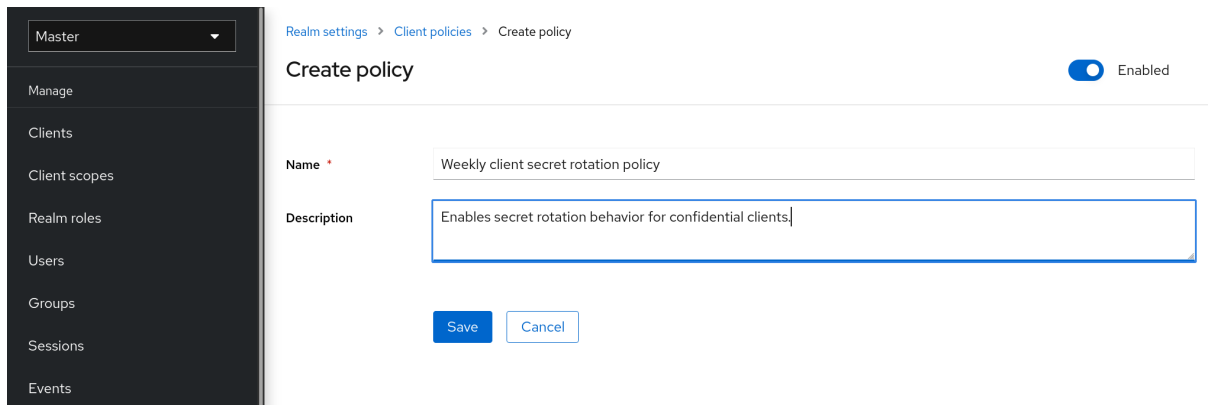 Master
Manage
Clients
Client scopes
Realm roles
Users
Groups
Sessions
Events
Realm settings > Client policies > Create policy
Create policy
Enabled
Name *
Weekly client secret rotation policy
Description
Enables secret rotation behavior for confidential clients.
Save
Cancel